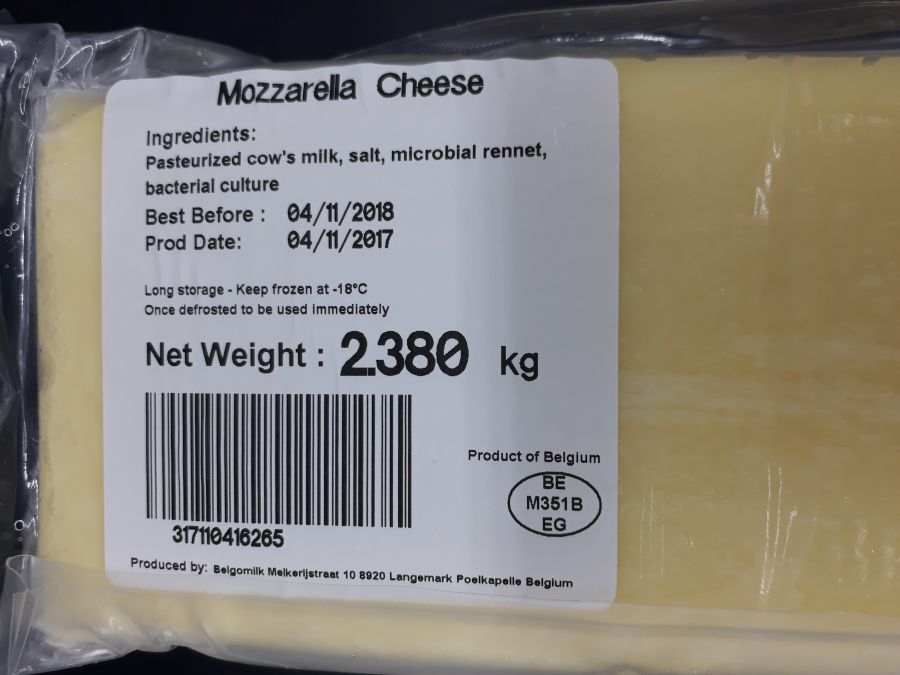 Mozzarella Cheese
Ingredients:
Pasteurized cow's milk, salt, microbial rennet,
bacterial culture
Best Before : 04/11/2018
Prod Date: 04/11/2017
Long storage - Keep frozen at -18°C
Once defrosted to be used immediately
Net Weight : 2.380 kg
Product of Belgium
BE
M351B
EG
317110416265
Produced by: Belgomilk Melkerijstraat 10 8920 Langemark Poelkapelle Belgium